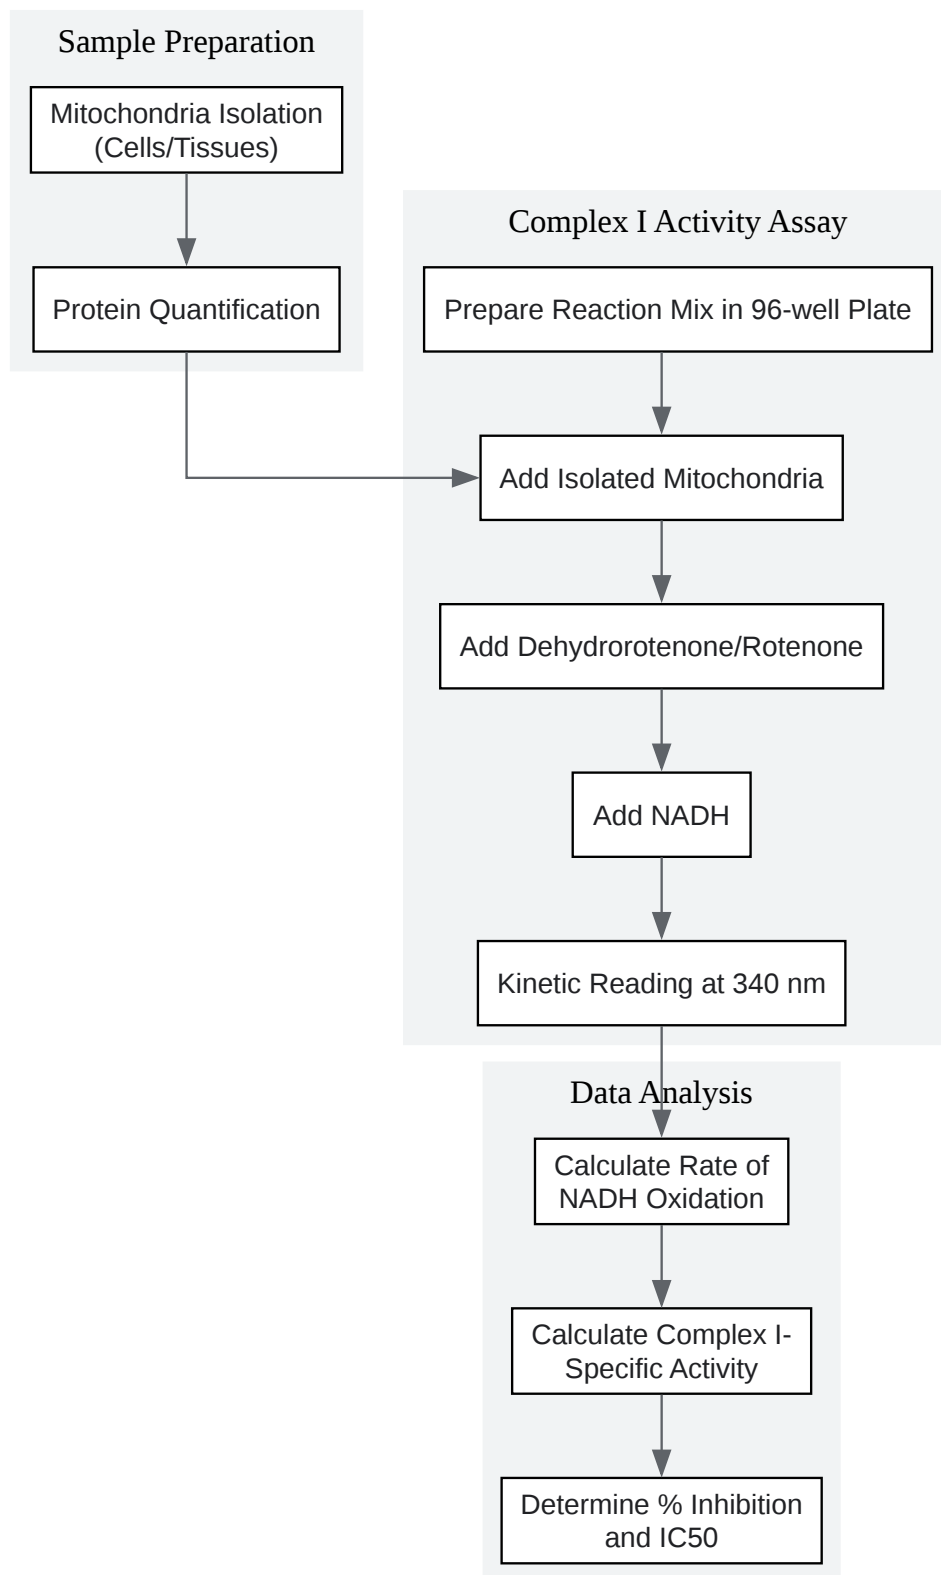 Sample Preparation
Mitochondria Isolation
(Cells/Tissues)
Protein Quantification
Complex I Activity Assay
Prepare Reaction Mix in 96-well Plate
Add Isolated Mitochondria
Add Dehydrorotenone/Rotenone
Add NADH
Kinetic Reading at 340 nm
Data Analysis
Calculate Rate of
NADH Oxidation
Calculate Complex I-
Specific Activity
Determine % Inhibition
and IC50